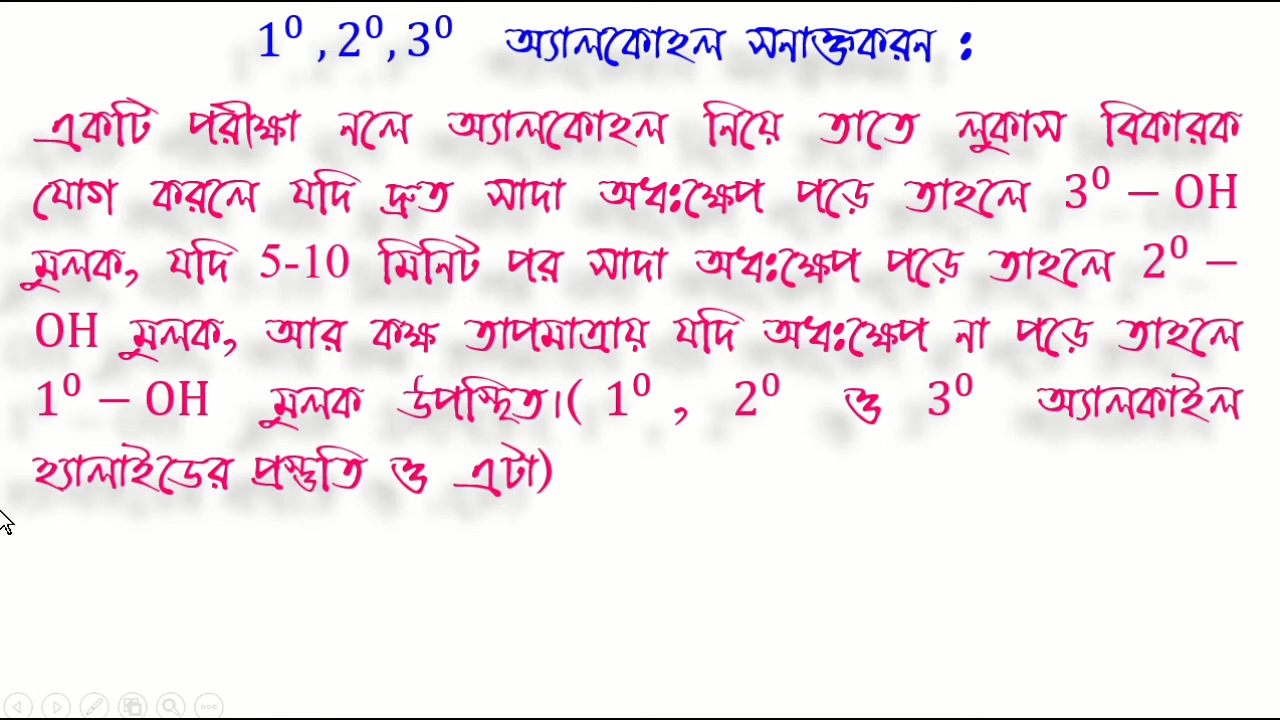 1⁰ , 2⁰ , 3⁰ অ্যালকোহল সনাক্তকরন :
একটি পরীক্ষা নলে অ্যালকোহল নিয়ে তাতে লুকাস বিকারক
যোগ করলে যদি দ্রুত সাদা অধঃক্ষেপ পড়ে তাহলে 3⁰ − OH
মুলক, যদি 5-10 মিনিট পর সাদা অধঃক্ষেপ পড়ে তাহলে 2⁰ −
OH মুলক, আর কক্ষ তাপমাত্রায় যদি অধঃক্ষেপ না পড়ে তাহলে
1⁰ − OH মুলক উপস্থিত।( 1⁰ , 2⁰ ও 3⁰ অ্যালকাইল
হ্যালাইডের প্রস্তুতি ও এটা)